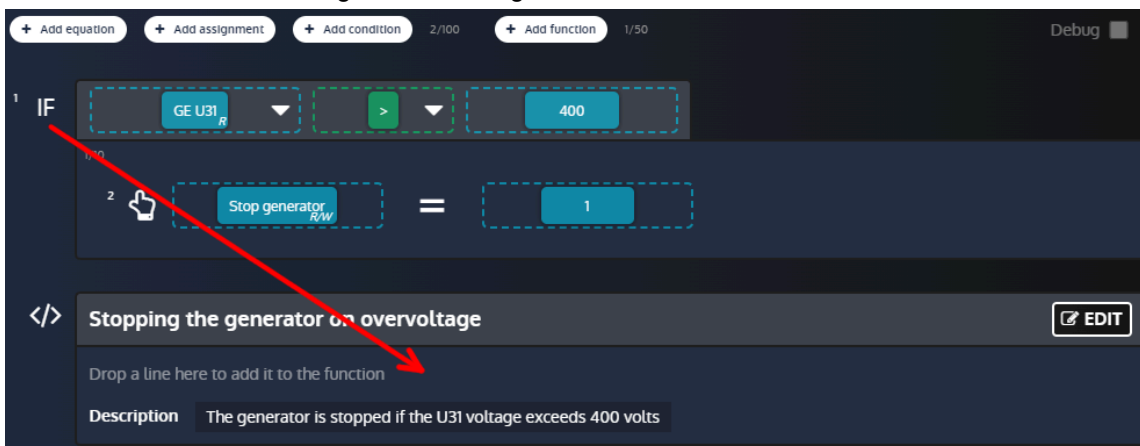 + Add equation + Add assignment + Add condition 2/100 + Add function 1/50 Debug
1 IF GE U31 R > 400
1/10
2 Stop generator R/W = 1
</> Stopping the generator on overvoltage EDIT
Drop a line here to add it to the function
Description The generator is stopped if the U31 voltage exceeds 400 volts